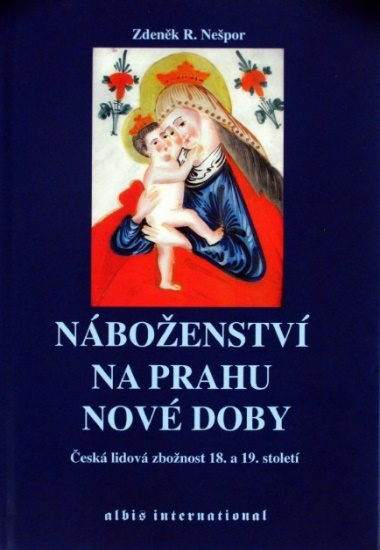 Zdeněk R. Nešpor
NÁBOŽENSTVÍ
NA PRAHU
NOVÉ DOBY
Česká lidová zbožnost 18. a 19. století
albis international